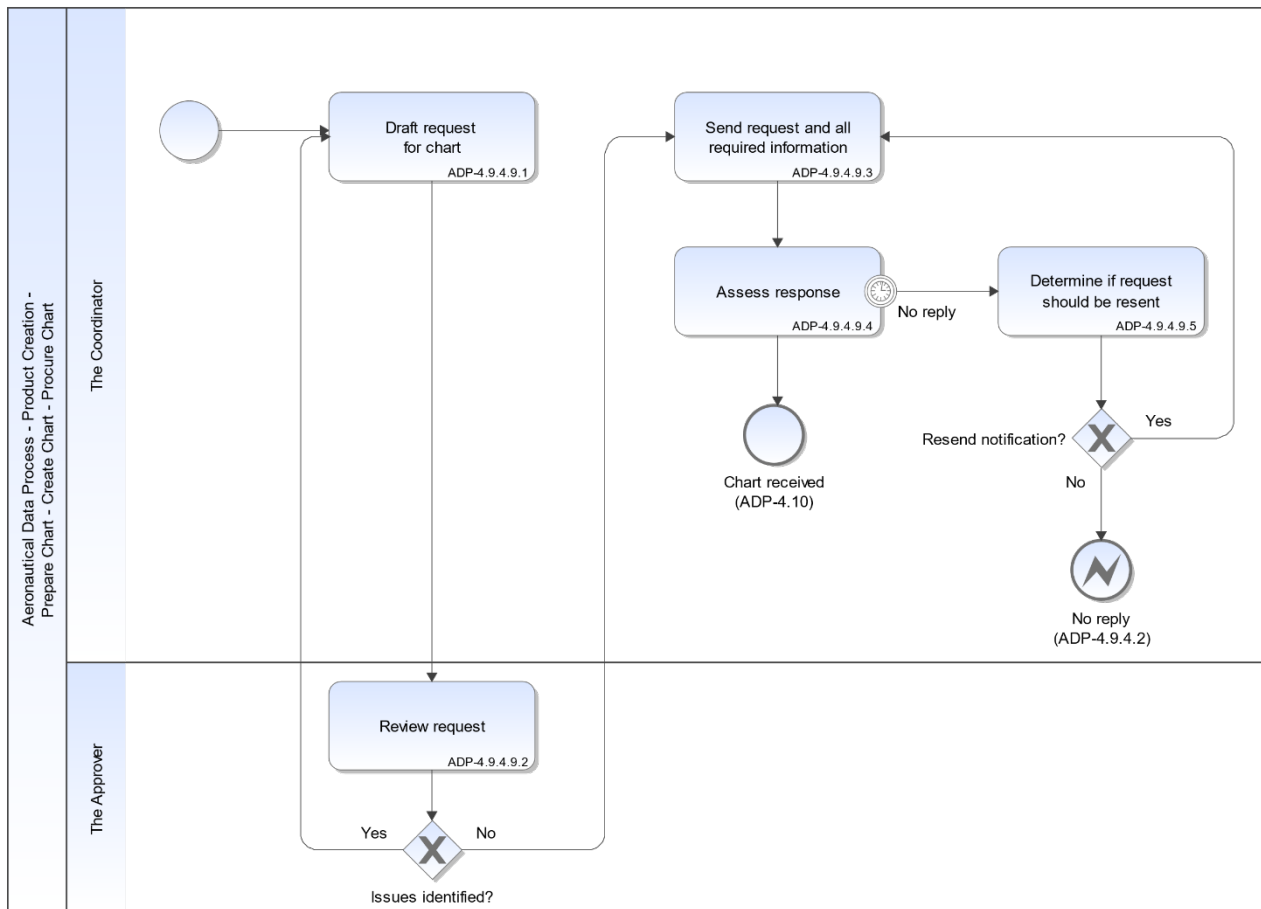 Aeronautical Data Process - Product Creation -
Prepare Chart - Create Chart - Procure Chart
The Coordinator
Draft request
for chart
ADP-4.9.4.9.1
Send request and all
required information
ADP-4.9.4.9.3
Assess response
ADP-4.9.4.9.4
No reply
Determine if request
should be resent
ADP-4.9.4.9.5
Resend notification?
Yes
No
Chart received
(ADP-4.10)
No reply
(ADP-4.9.4.2)
The Approver
Review request
ADP-4.9.4.9.2
Yes
No
Issues identified?